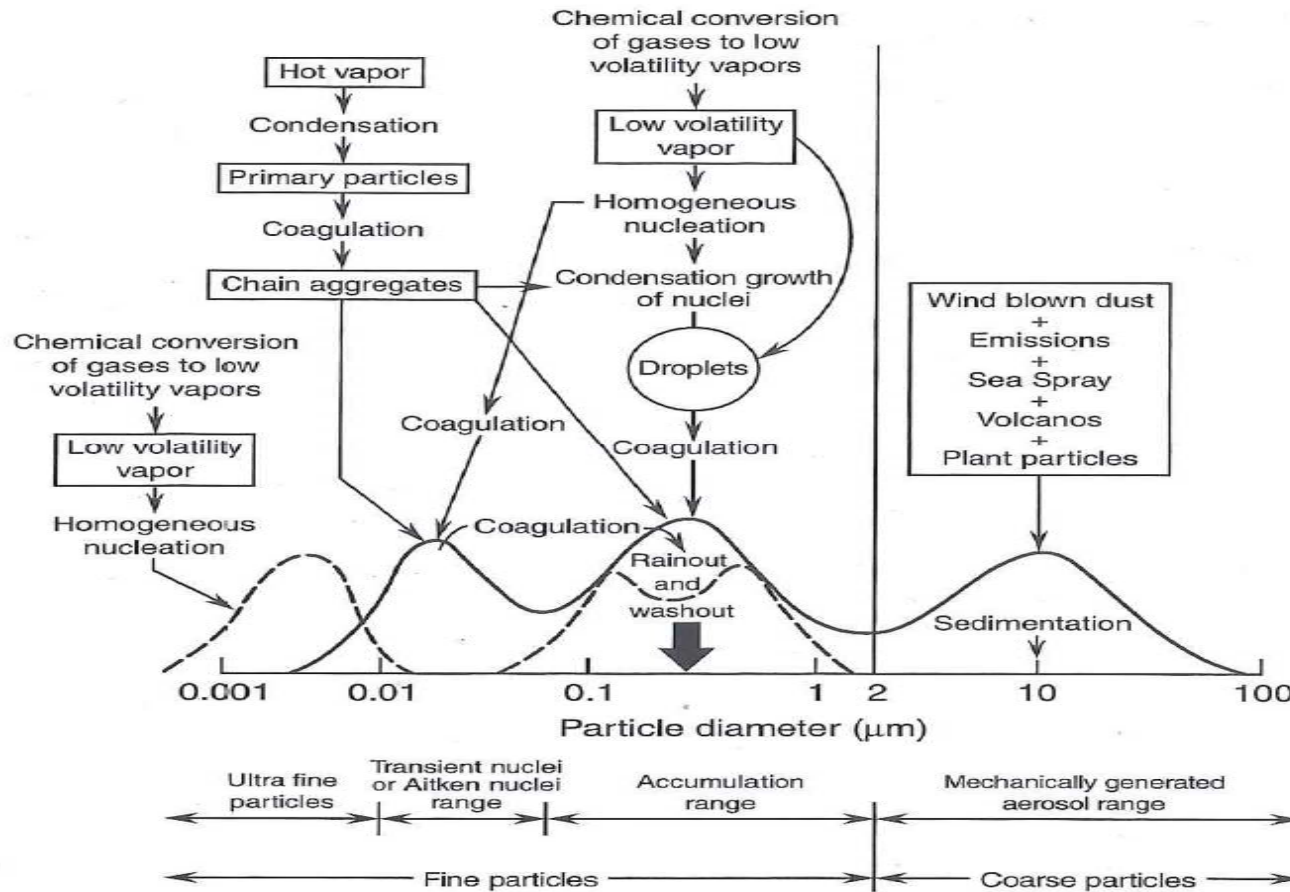 Chemical conversion
of gases to low
volatility vapors
Hot vapor
Condensation
Low volatility
vapor
Primary particles
Homogeneous
nucleation
Coagulation
Chain aggregates
Condensation growth
of nuclei
Wind blown dust
+
Emissions
+
Sea Spray
+
Volcanos
+
Plant particles
Chemical conversion
of gases to low
volatility vapors
Droplets
Coagulation
Coagulation
Low volatility
vapor
Homogeneous
nucleation
Coagulation
Rainout
and
washout
Sedimentation
0.001
0.01
0.1
1
2
10
100
Particle diameter (μm)
Ultra fine
particles
Transient nuclei
or Aitken nuclei
range
Accumulation
range
Mechanically generated
aerosol range
Fine particles
Coarse particles